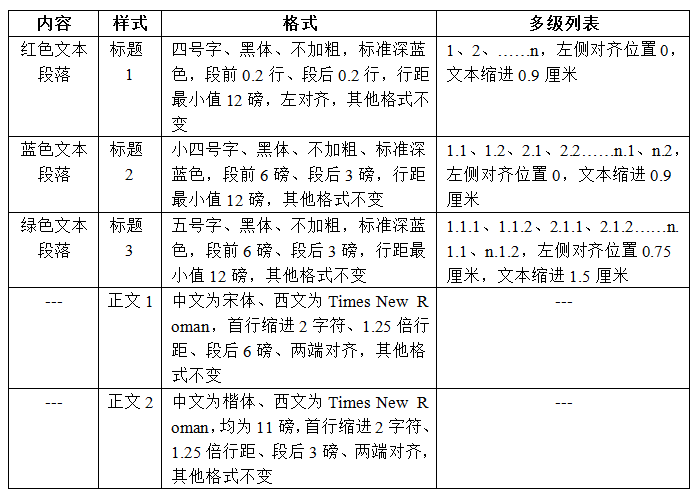 内容 样式 格式 多级列表
红色文本段落 标题1 四号字、黑体、不加粗，标准深蓝
色，段前 0.2 行、段后 0.2 行，行距
最小值 12 磅，左对齐，其他格式不
变
1、2、……n，左侧对齐位置 0，
文本缩进 0.9 厘米
蓝色文本段落 标题2 小四号字、黑体、不加粗、标准深
蓝色，段前 6 磅、段后 3 磅，行距
最小值 12 磅，其他格式不变
1.1、1.2、2.1、2.2……n.1、n.2，
左侧对齐位置 0，文本缩进 0.9
厘米
绿色文本段落 标题3 五号字、黑体、不加粗，标准深蓝
色，段前 6 磅、段后 3 磅，行距最
小值 12 磅，其他格式不变
1.1.1、1.1.2、2.1.1、2.1.2……n.
1.1、n.1.2，左侧对齐位置 0.75
厘米，文本缩进 1.5 厘米
--- 正文 1 中文为宋体、西文为 Times New R
oman，首行缩进 2 字符、1.25 倍行
距、段后 6 磅、两端对齐，其他格
式不变
---
--- 正文 2 中文为楷体、西文为 Times New R
oman，均为 11 磅，首行缩进 2 字符、
1.25 倍行距、段后 3 磅、两端对齐，
其他格式不变
---